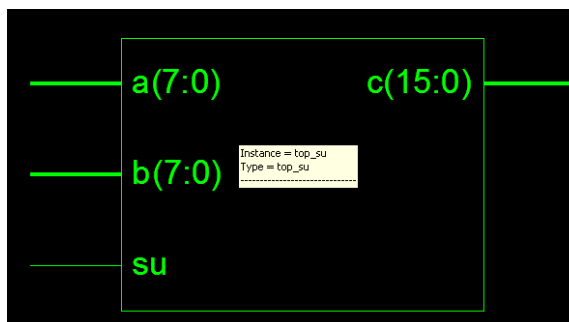 a(7:0)
c(15:0)
b(7:0)
Instance = top_su
Type = top_su
----------------------------
su